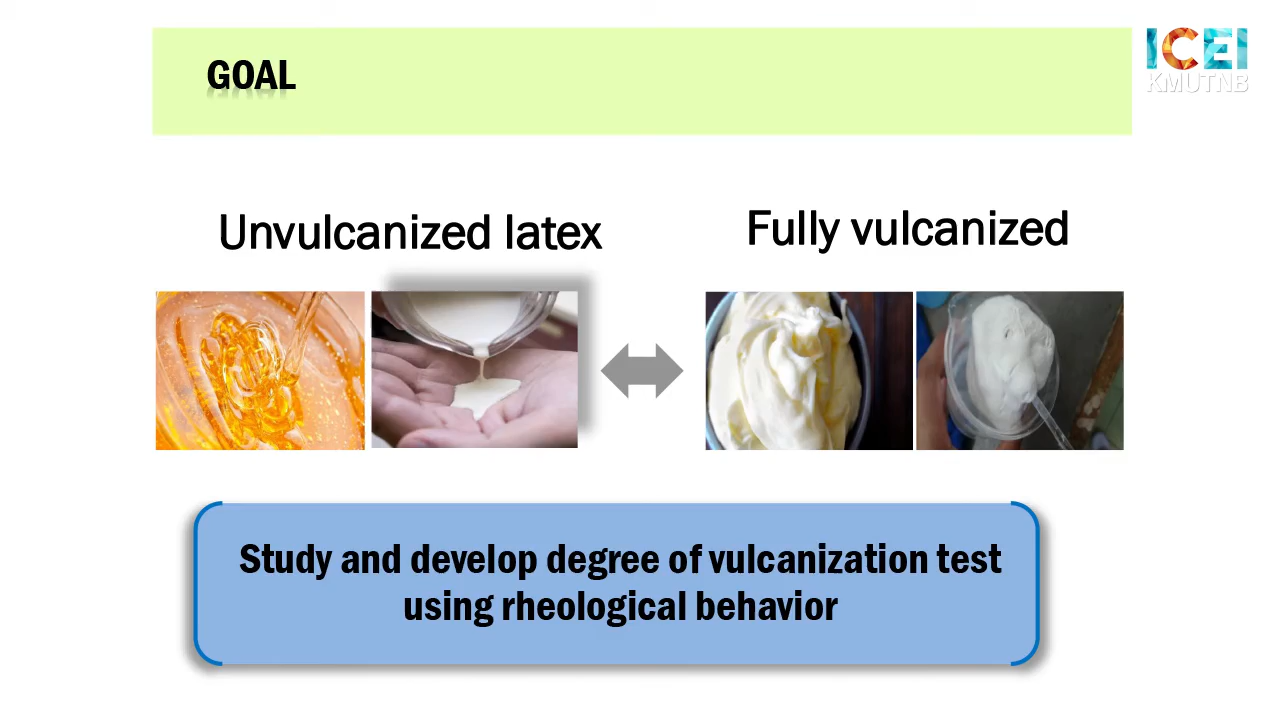 GOAL
ICEI
KMUTNB
Unvulcanized latex
Fully vulcanized
Study and develop degree of vulcanization test
using rheological behavior